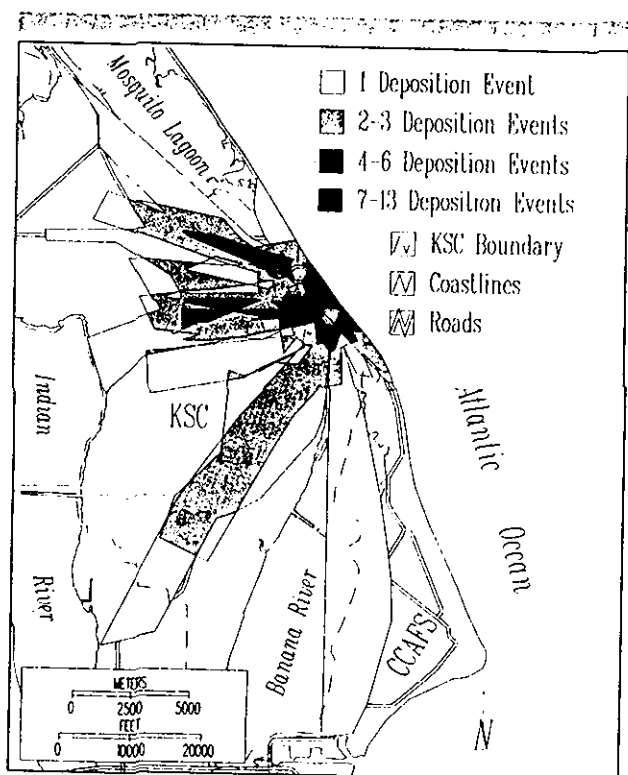 Mosquito Lagoon
1 Deposition Event
2-3 Deposition Events
4-6 Deposition Events
7-13 Deposition Events
KSC Boundary
Coastlines
Roads
Indian
River
KSC
Atlantic
Ocean
Banana River
CCAFS
METERS
0 2500 5000
FEET
0 10000 20000
N